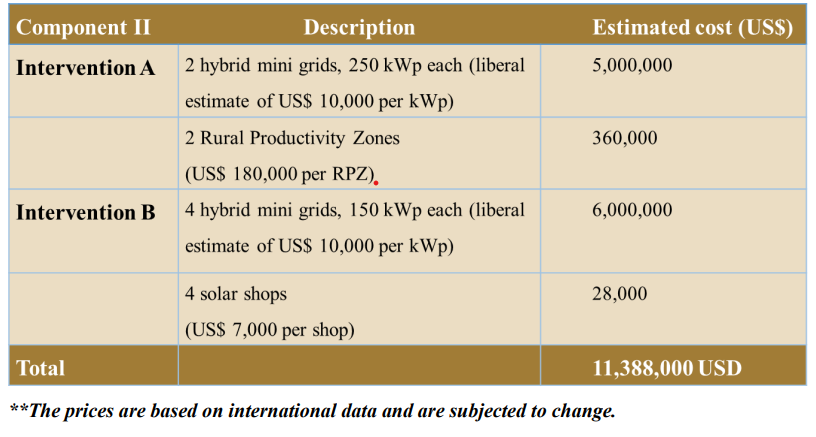 Component II Description Estimated cost (US$)
Intervention A 2 hybrid mini grids, 250 kWp each (liberal 5,000,000
estimate of US$ 10,000 per kWp)
2 Rural Productivity Zones 360,000
(US$ 180,000 per RPZ).
Intervention B 4 hybrid mini grids, 150 kWp each (liberal 6,000,000
estimate of US$ 10,000 per kWp)
4 solar shops 28,000
(US$ 7,000 per shop)
Total 11,388,000 USD
**The prices are based on international data and are subjected to change.